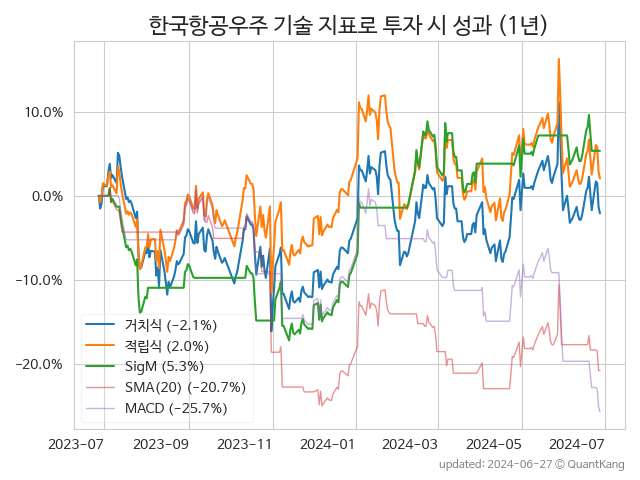 한국항공우주 기술 지표로 투자 시 성과 (1년)
10.0%
0.0%
−10.0%
−20.0%
거치식 (−2.1%)
적립식 (2.0%)
SigM (5.3%)
SMA(20) (−20.7%)
MACD (−25.7%)
2023-07 2023-09 2023-11 2024-01 2024-03 2024-05 2024-07
updated: 2024-06-27 © QuantKang